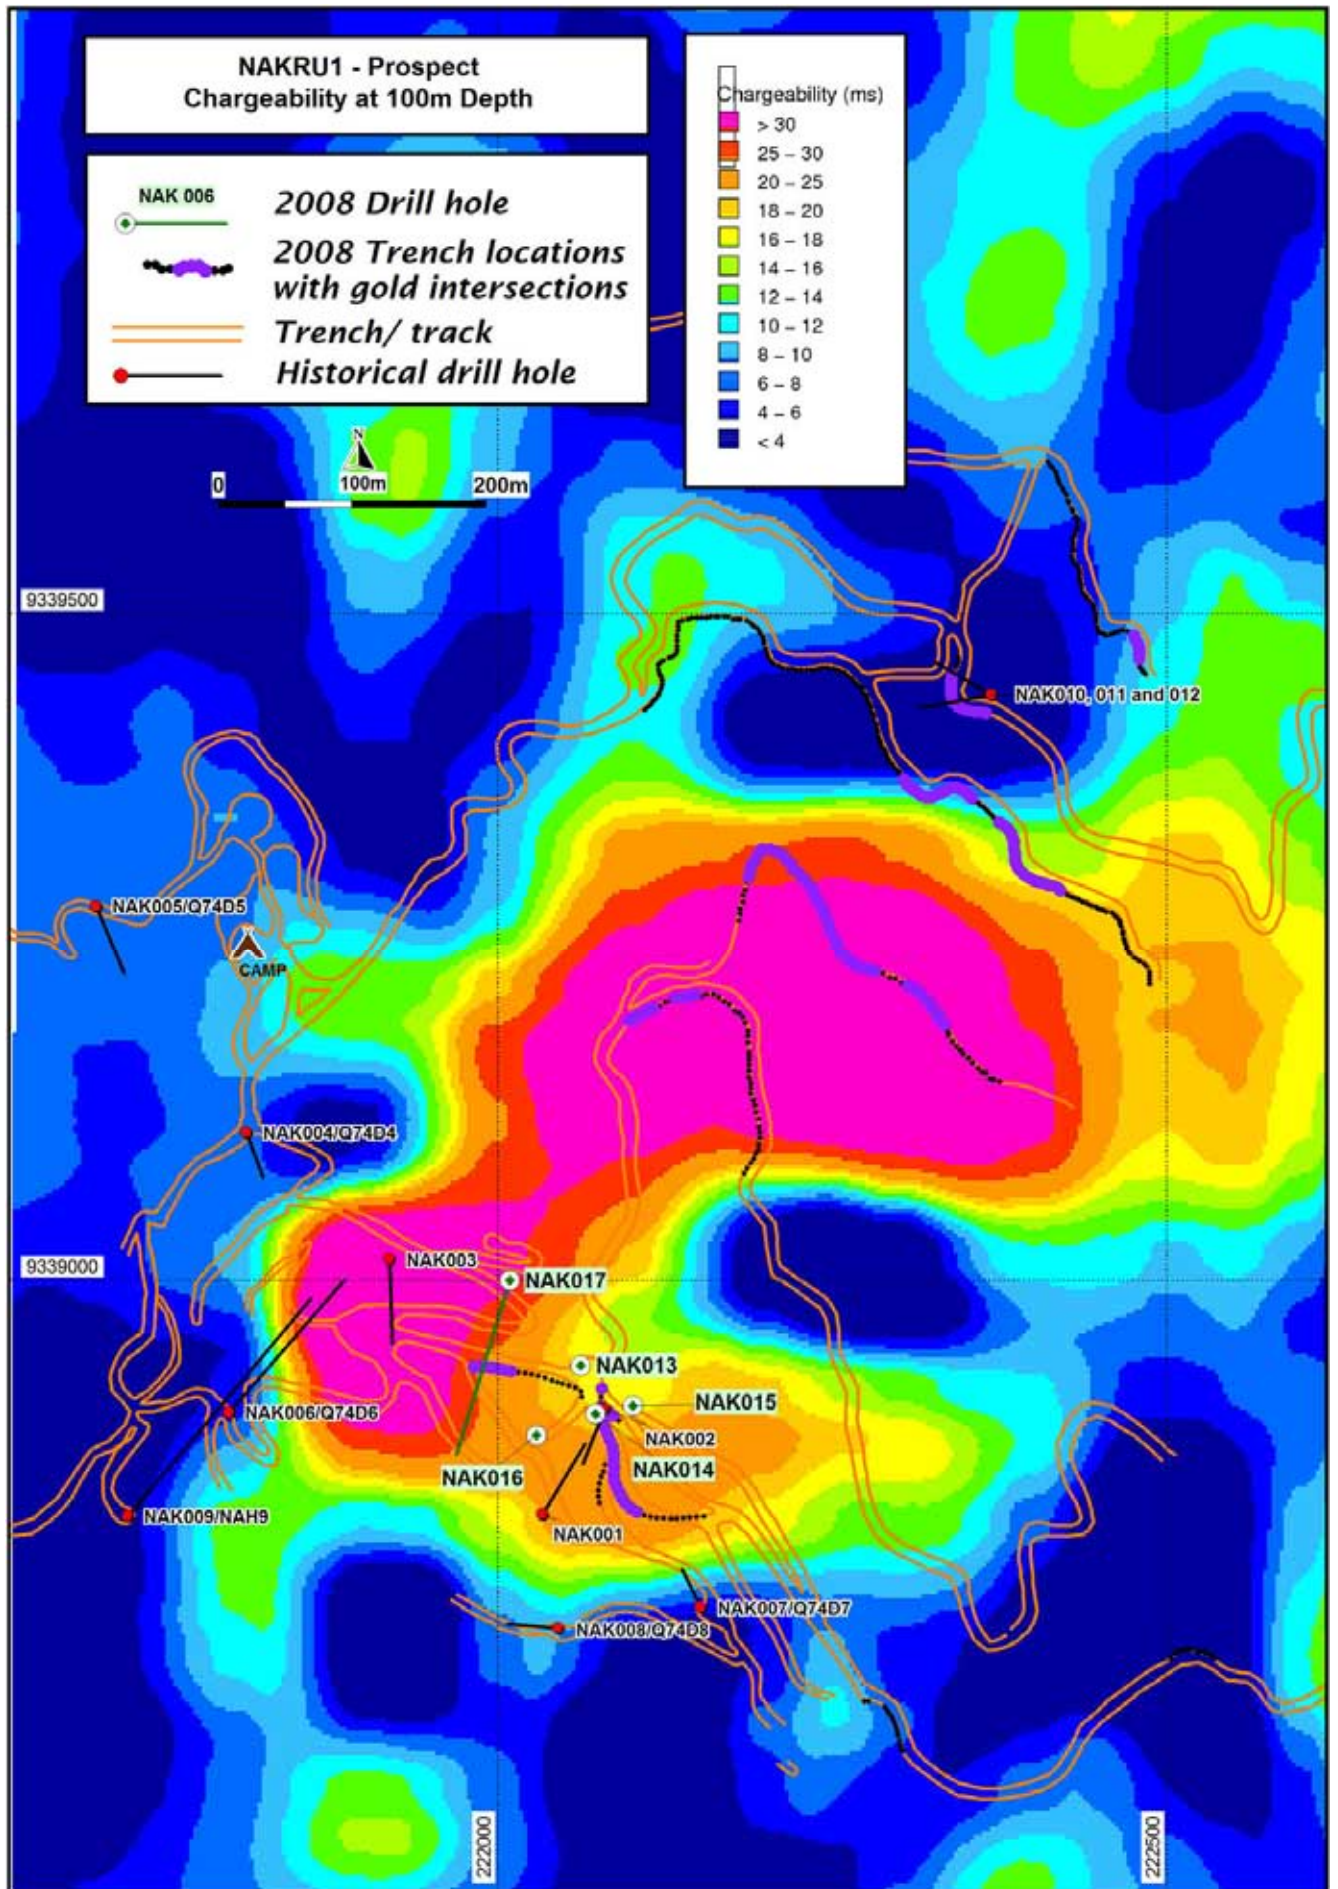 NAKRU1 - Prospect
Chargeability at 100m Depth
NAK 006
2008 Drill hole
2008 Trench locations
with gold intersections
Trench/ track
Historical drill hole
Chargeability (ms)
> 30
25 – 30
20 – 25
18 – 20
16 – 18
14 – 16
12 – 14
10 – 12
8 – 10
6 – 8
4 – 6
< 4
N
0
100m
200m
9339500
NAK010, 011 and 012
NAK005/Q74D5
CAMP
NAK004/Q74D4
NAK003
9339000
NAK017
NAK013
NAK015
NAK006/Q74D6
NAK002
NAK016
NAK014
NAK009/NAH9
NAK001
NAK007/Q74D7
NAK008/Q74D8
222000
222500